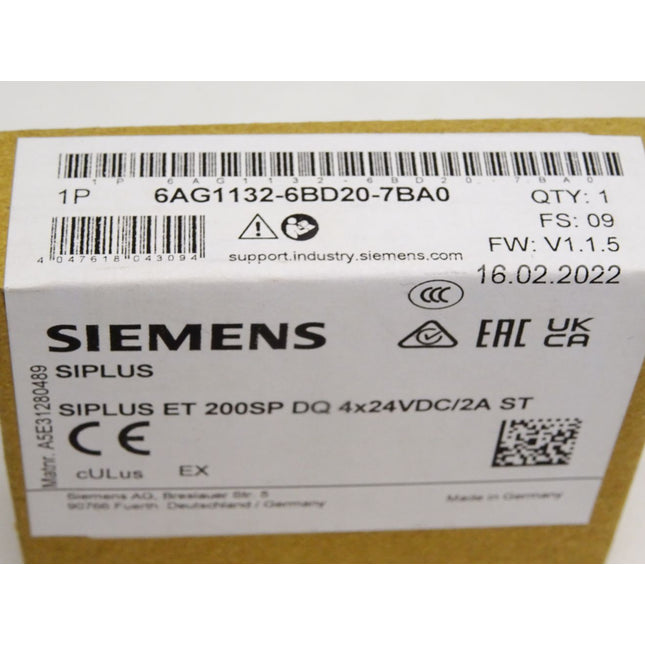 1P 6AG1132-6BD20-7BA0
1P 6AG1132-6BD20-7BA0 QTY: 1
FS: 09
FW: V1.1.5
4 047618 043094
support.industry.siemens.com
16.02.2022
CCC
SIEMENS
EAC UK CA
SIPLUS
SIPLUS ET 200SP DQ 4x24VDC/2A ST
CE
cULus EX
Matnr. A5E31280489
Siemens AG, Breslauer Str. 5
90766 Fuerth, Deutschland / Germany
Made in Germany